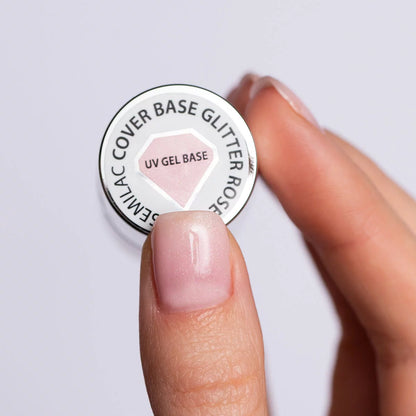 SEMILAC COVER BASE GLITTER ROSE
UV GEL BASE